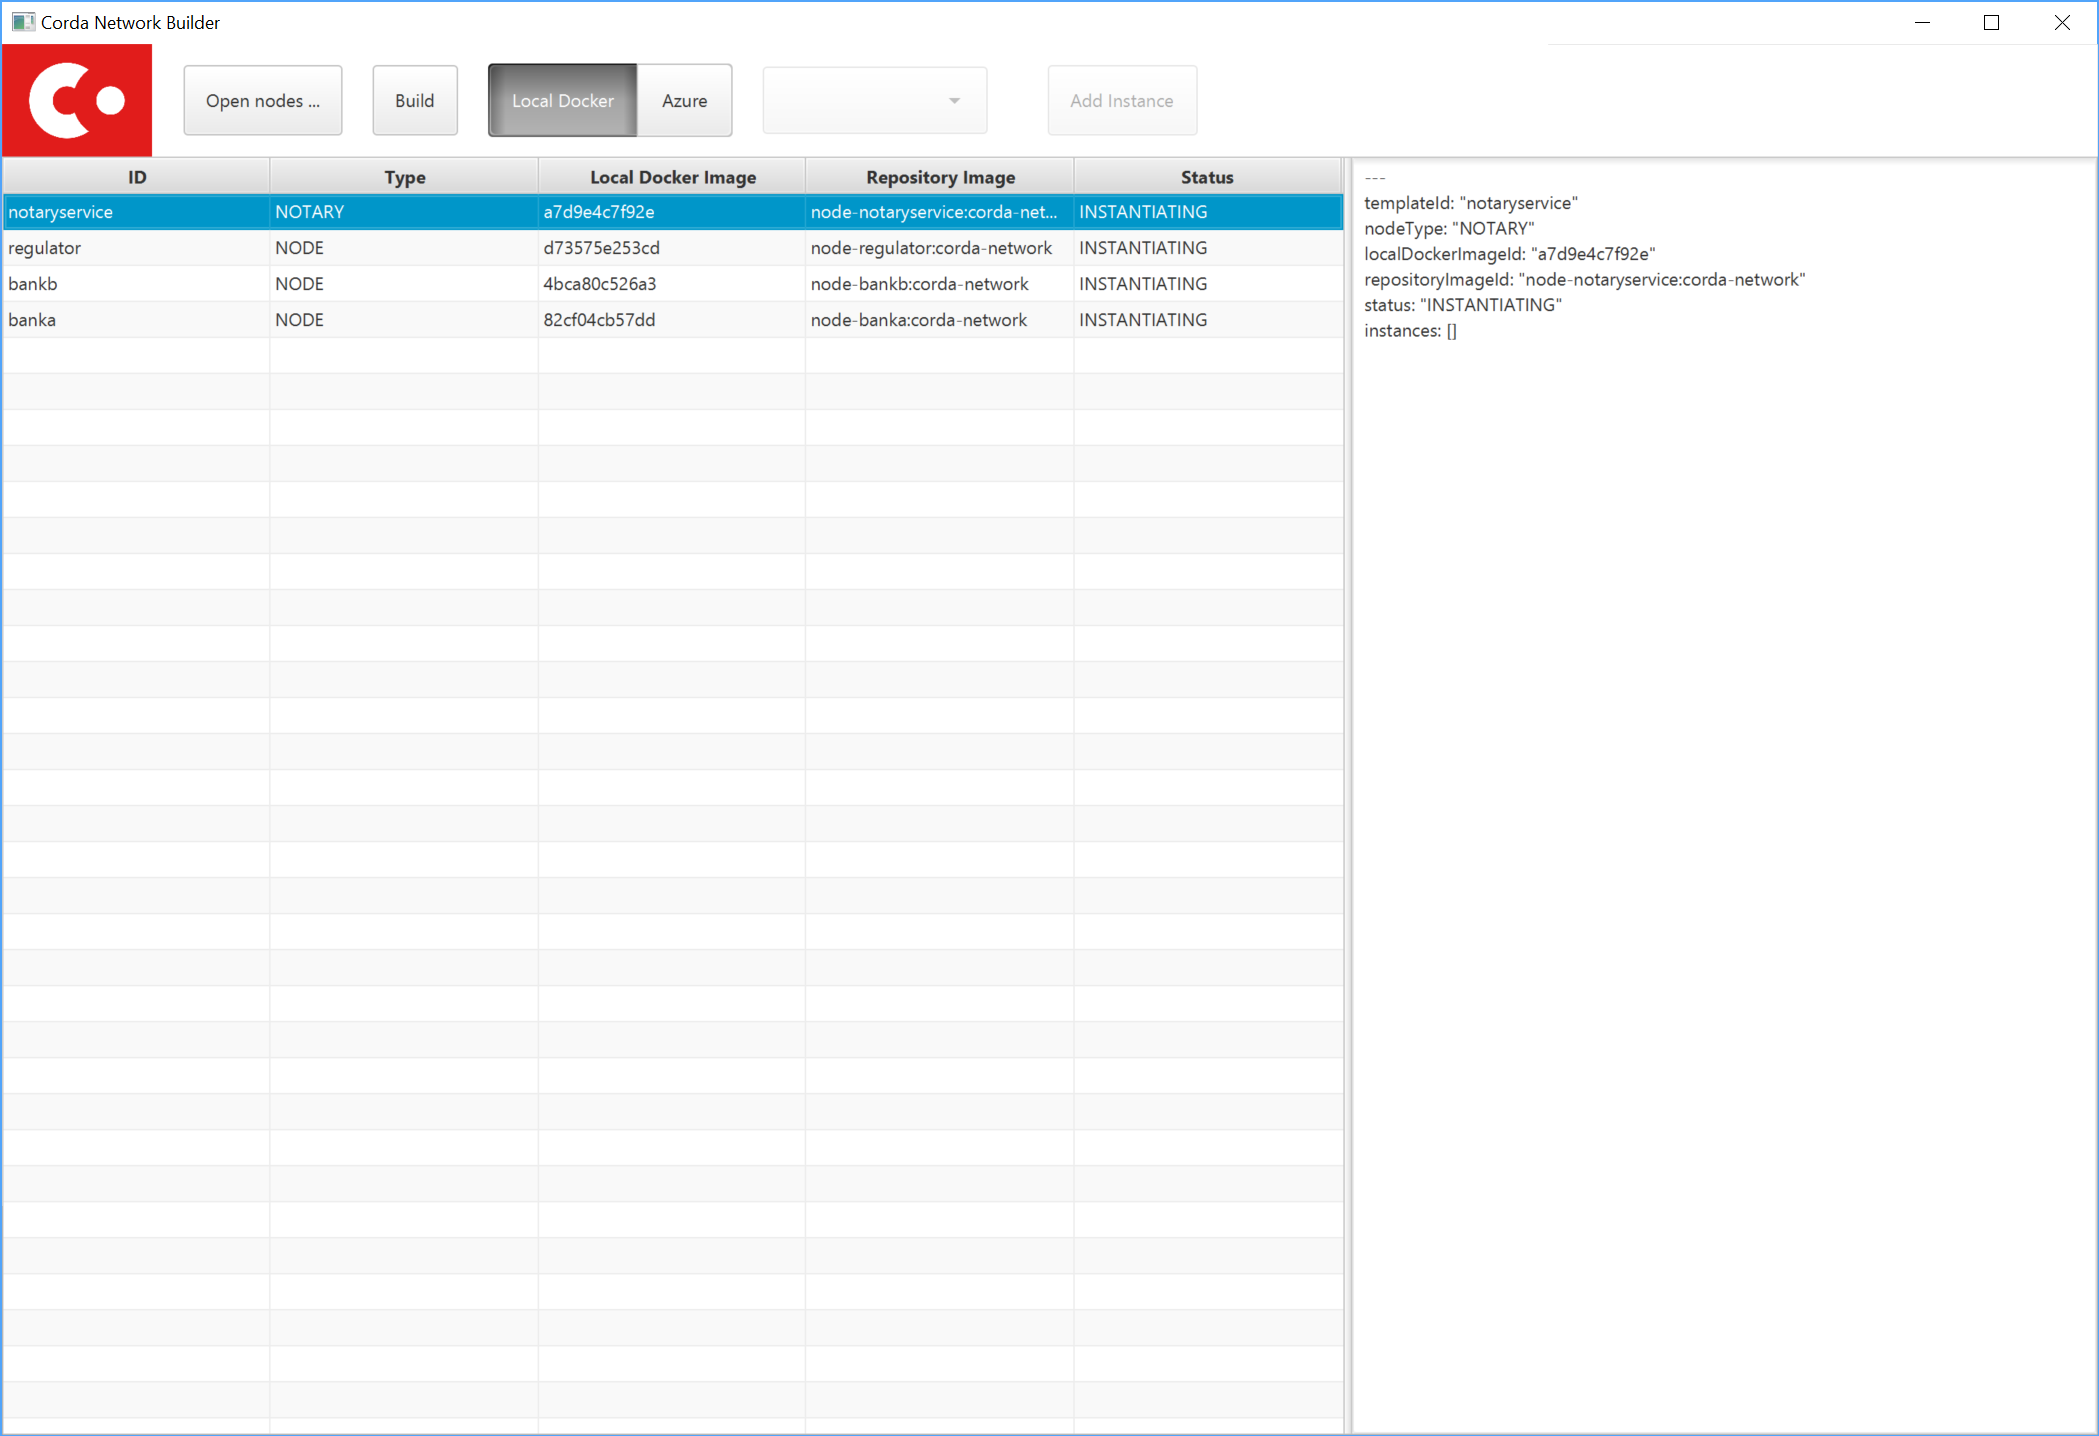 Corda Network Builder
Open nodes ... Build Local Docker Azure Add Instance
ID Type Local Docker Image Repository Image Status
notaryservice NOTARY a7d9e4c7f92e node-notaryservice:corda-net... INSTANTIATING
regulator NODE d73575e253cd node-regulator:corda-network INSTANTIATING
bankb NODE 4bca80c526a3 node-bankb:corda-network INSTANTIATING
banka NODE 82cf04cb57dd node-banka:corda-network INSTANTIATING
---
templateId: "notaryservice"
nodeType: "NOTARY"
localDockerImageId: "a7d9e4c7f92e"
repositoryImageId: "node-notaryservice:corda-network"
status: "INSTANTIATING"
instances: []